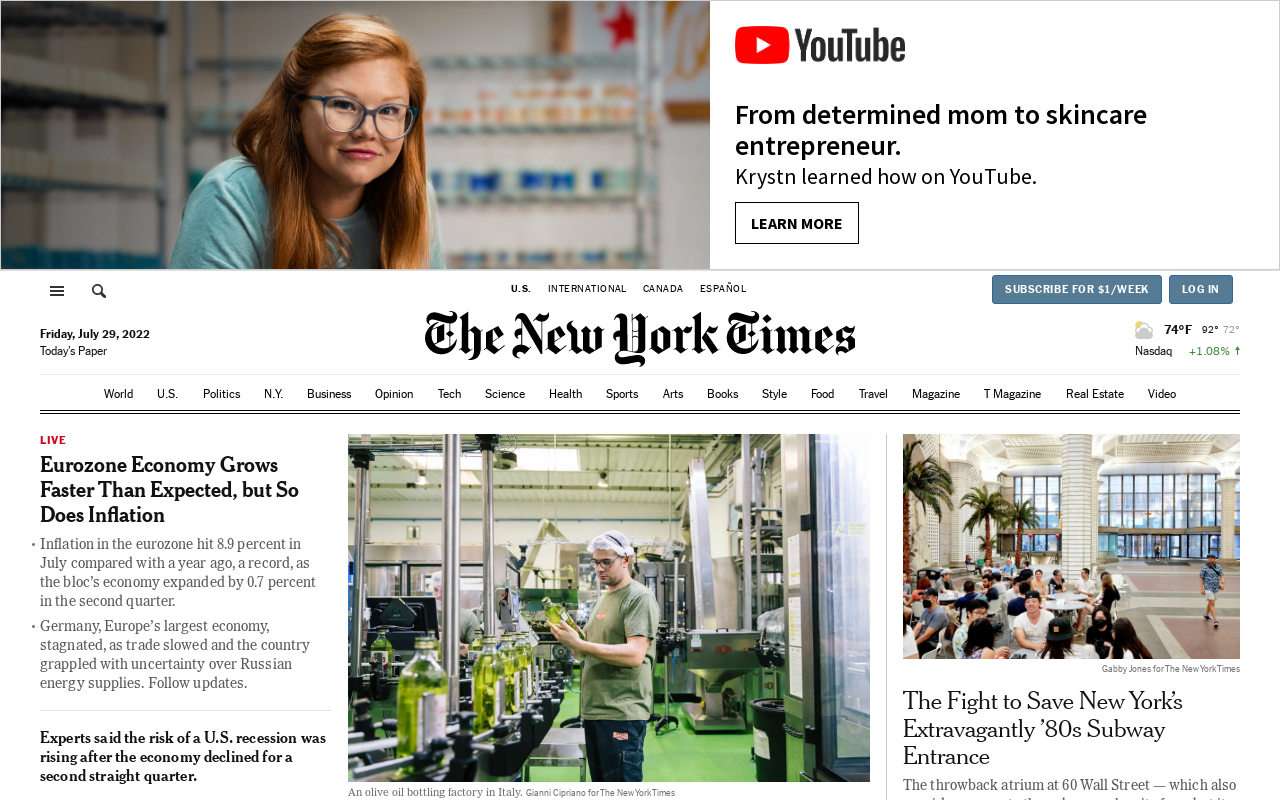 YouTube
From determined mom to skincare
entrepreneur.
Krystn learned how on YouTube.
LEARN MORE
U.S. INTERNATIONAL CANADA ESPAÑOL
SUBSCRIBE FOR $1/WEEK LOG IN
Friday, July 29, 2022
Today's Paper
The New York Times
74°F 92° 72°
Nasdaq +1.08%
World U.S. Politics N.Y. Business Opinion Tech Science Health Sports Arts Books Style Food Travel Magazine T Magazine Real Estate Video
LIVE
Eurozone Economy Grows
Faster Than Expected, but So
Does Inflation
• Inflation in the eurozone hit 8.9 percent in
July compared with a year ago, a record, as
the bloc's economy expanded by 0.7 percent
in the second quarter.
• Germany, Europe's largest economy,
stagnated, as trade slowed and the country
grappled with uncertainty over Russian
energy supplies. Follow updates.
Experts said the risk of a U.S. recession was
rising after the economy declined for a
second straight quarter.
An olive oil bottling factory in Italy. Gianni Cipriano for The New York Times
Gabby Jones for The New York Times
The Fight to Save New York's
Extravagantly '80s Subway
Entrance
The throwback atrium at 60 Wall Street — which also